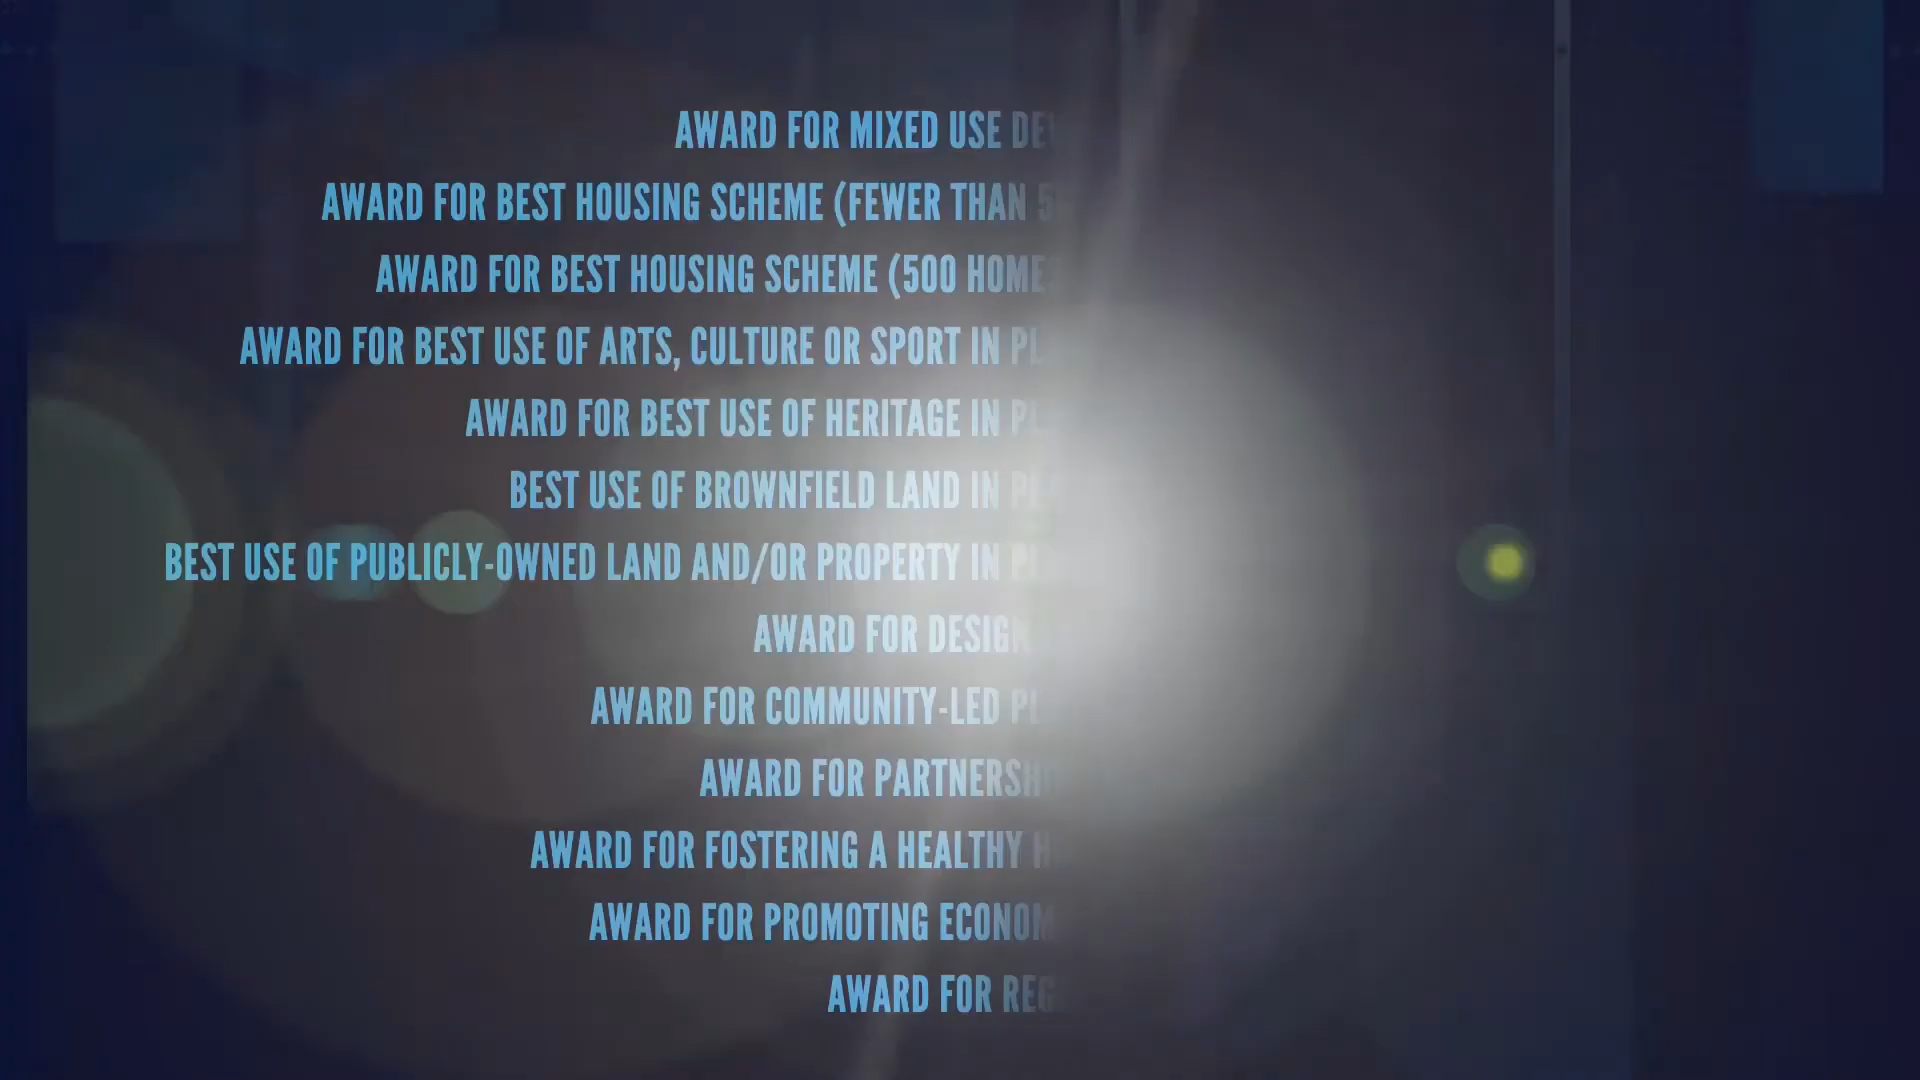 AWARD FOR MIXED USE
AWARD FOR BEST HOUSING SCHEME (FEWER THAN
AWARD FOR BEST HOUSING SCHEME (500
AWARD FOR BEST USE OF ARTS, CULTURE OR SPORT IN
AWARD FOR BEST USE OF HERITAGE IN
BEST USE OF BROWNFIELD LAND IN
BEST USE OF PUBLICLY-OWNED LAND AND/OR PROPERTY IN
AWARD FOR DESIGN
AWARD FOR COMMUNITY-LED
AWARD FOR
AWARD FOR FOSTERING A HEALTHY
AWARD FOR PROMOTING
AWARD FOR